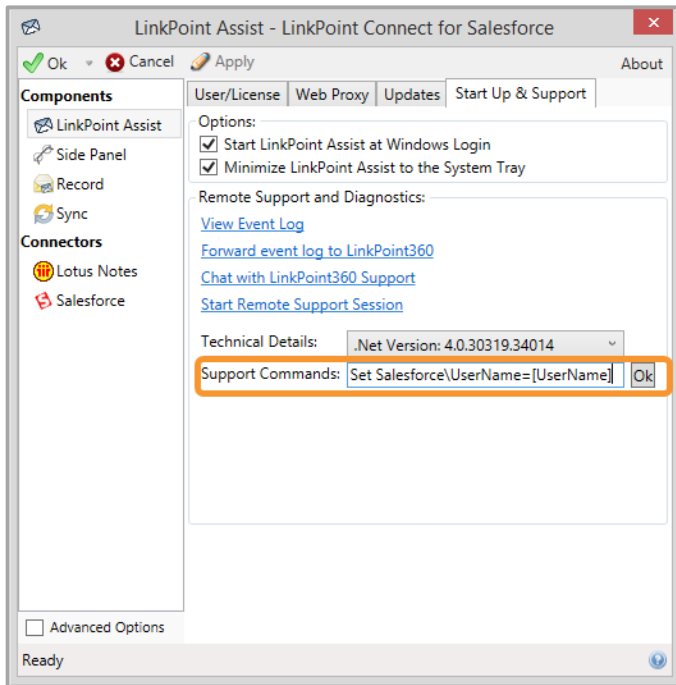 LinkPoint Assist - LinkPoint Connect for Salesforce
Ok Cancel Apply About
Components
LinkPoint Assist
Side Panel
Record
Sync
Connectors
Lotus Notes
Salesforce
User/License Web Proxy Updates Start Up & Support
Options:
Start LinkPoint Assist at Windows Login
Minimize LinkPoint Assist to the System Tray
Remote Support and Diagnostics:
View Event Log
Forward event log to LinkPoint360
Chat with LinkPoint360 Support
Start Remote Support Session
Technical Details: .Net Version: 4.0.30319.34014
Support Commands: Set Salesforce\UserName=[UserName] Ok
Advanced Options
Ready